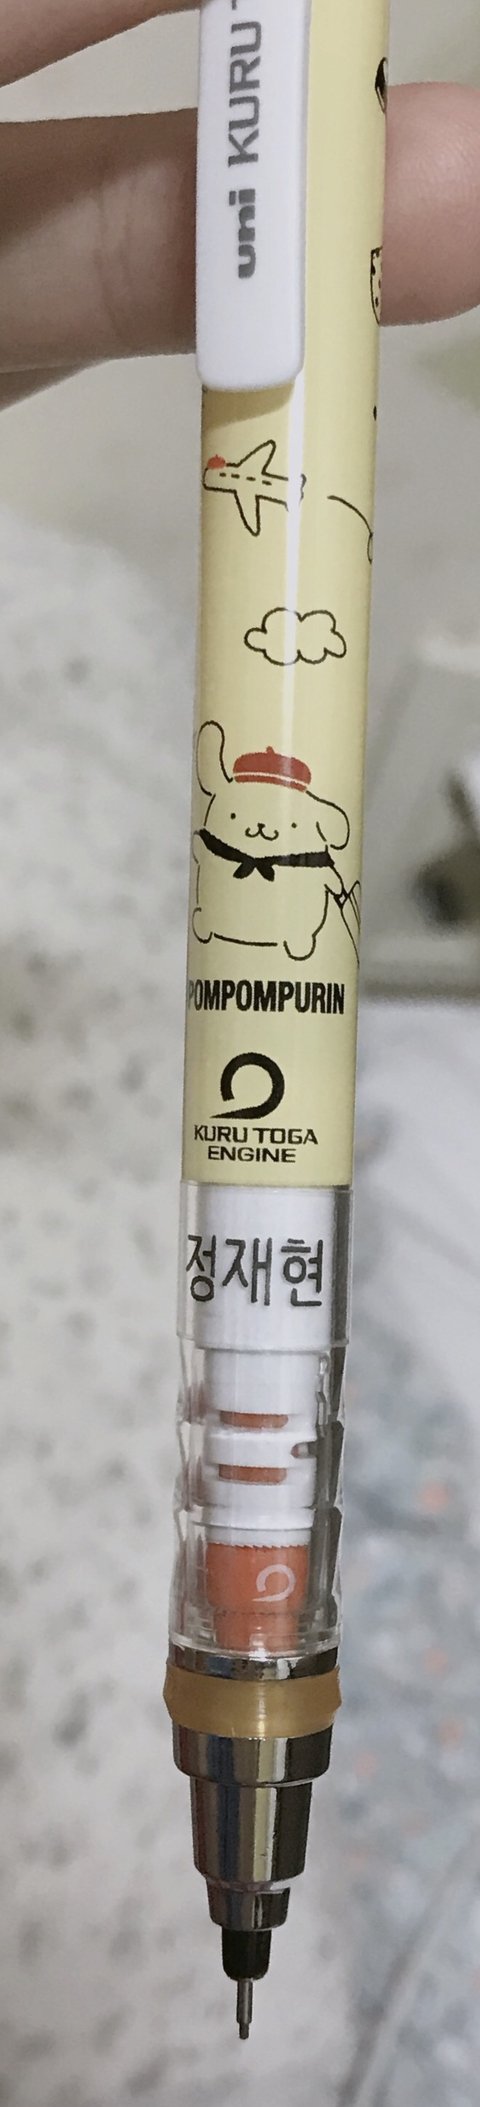 uni KURU T
POMPOMPURIN
KURU TOGA
ENGINE
정재현